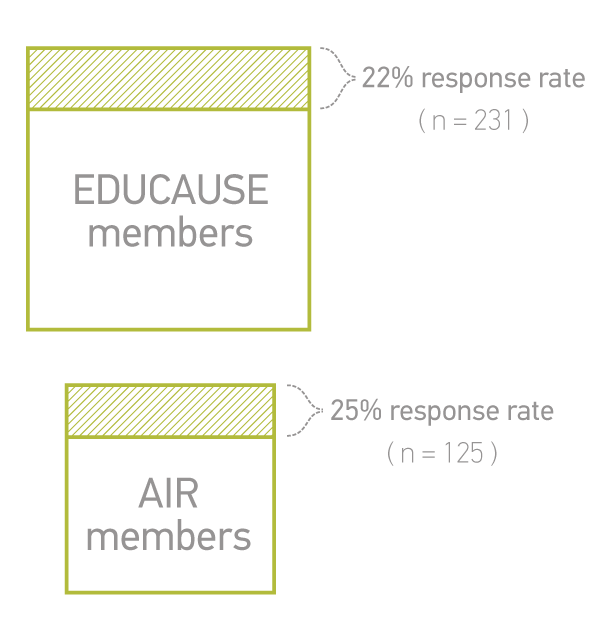 22% response rate
( n = 231 )
EDUCAUSE
members
25% response rate
( n = 125 )
AIR
members